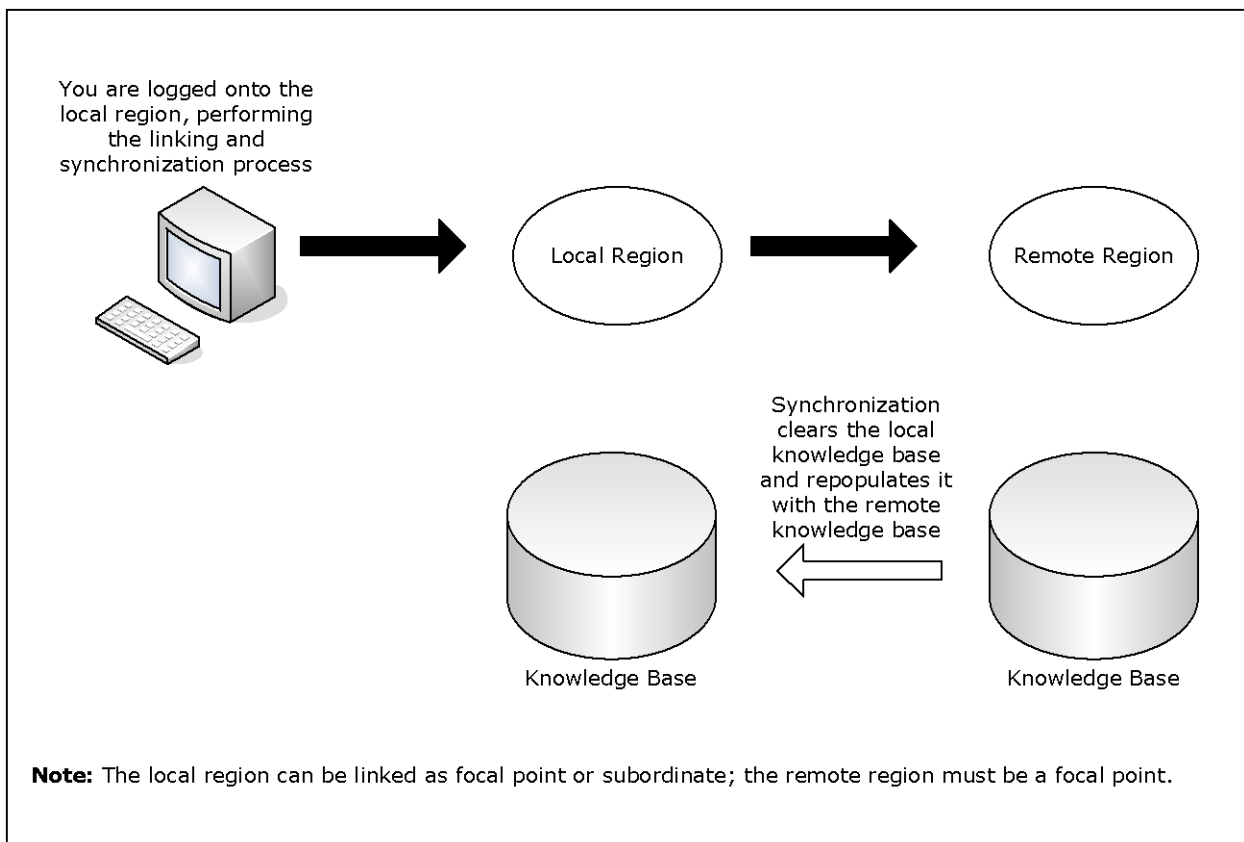 You are logged onto the
local region, performing
the linking and
synchronization process
Local Region
Remote Region
Synchronization
clears the local
knowledge base
and repopulates it
with the remote
knowledge base
Knowledge Base
Knowledge Base
Note: The local region can be linked as focal point or subordinate; the remote region must be a focal point.